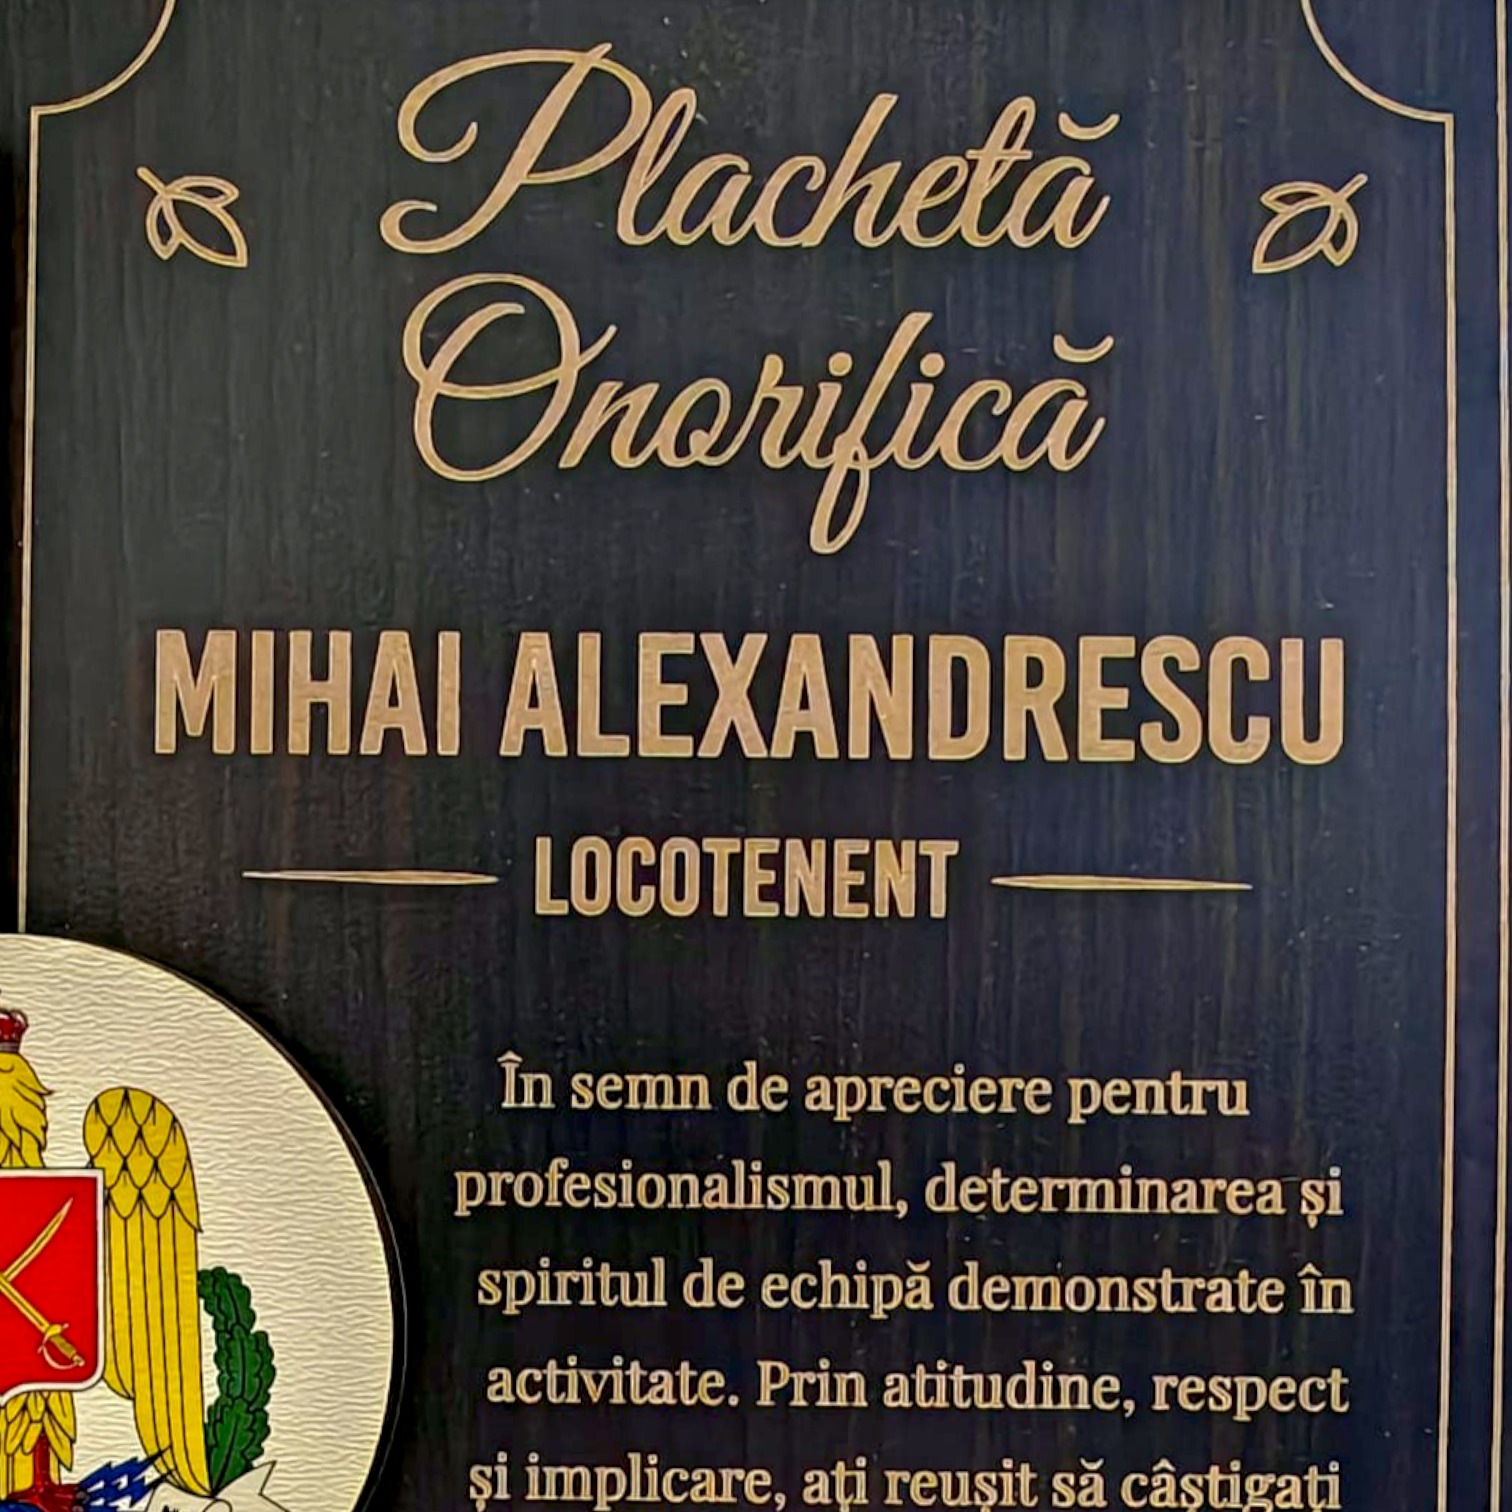 Plachetă
Onorifică
MIHAI ALEXANDRESCU
LOCOTENENT
În semn de apreciere pentru
profesionalismul, determinarea și
spiritul de echipă demonstrate în
activitate. Prin atitudine, respect
și implicare, ați reușit să câștigați